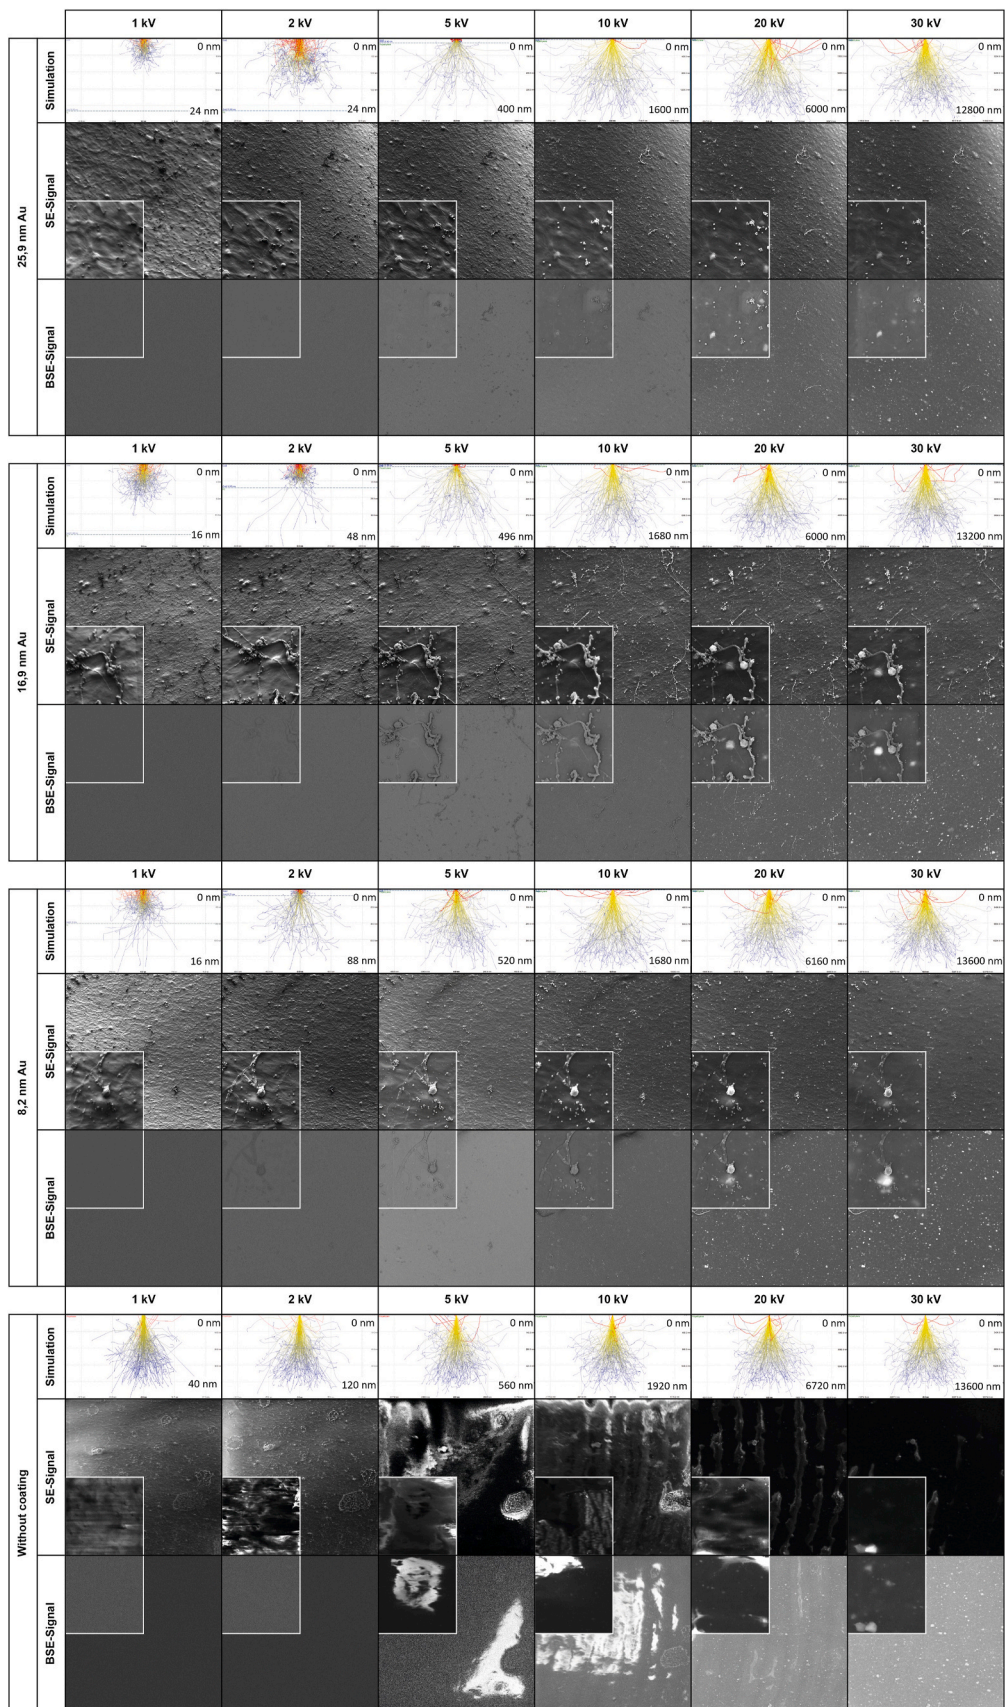 1 kV 2 kV 5 kV 10 kV 20 kV 30 kV
25,9 nm Au
Simulation
0 nm 0 nm 0 nm 0 nm 0 nm 0 nm
24 nm 24 nm 400 nm 1600 nm 6000 nm 12800 nm
SE-Signal
BSE-Signal
1 kV 2 kV 5 kV 10 kV 20 kV 30 kV
16,9 nm Au
Simulation
0 nm 0 nm 0 nm 0 nm 0 nm 0 nm
16 nm 48 nm 496 nm 1680 nm 6000 nm 13200 nm
SE-Signal
BSE-Signal
1 kV 2 kV 5 kV 10 kV 20 kV 30 kV
8,2 nm Au
Simulation
0 nm 0 nm 0 nm 0 nm 0 nm 0 nm
16 nm 88 nm 520 nm 1680 nm 6160 nm 13600 nm
SE-Signal
BSE-Signal
1 kV 2 kV 5 kV 10 kV 20 kV 30 kV
Without coating
Simulation
0 nm 0 nm 0 nm 0 nm 0 nm 0 nm
40 nm 120 nm 560 nm 1920 nm 6720 nm 13600 nm
SE-Signal
BSE-Signal